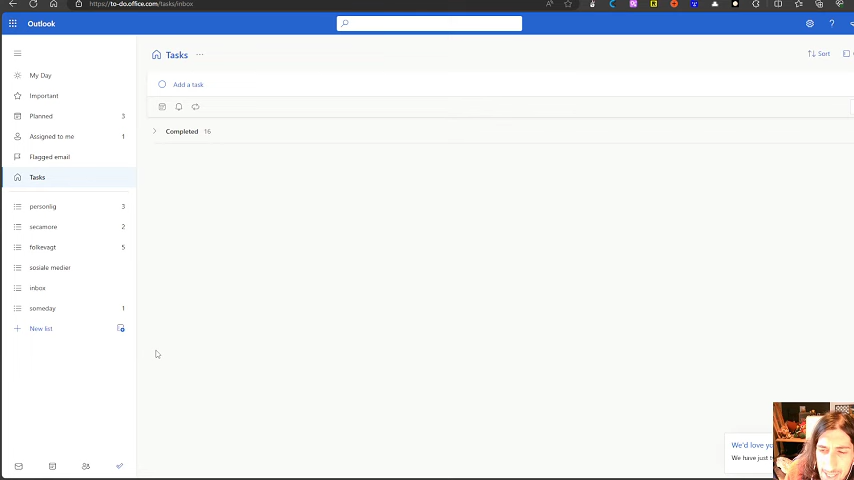 https://to-do.office.com/tasks/inbox
Outlook
Tasks
Sort
My Day
Add a task
Important
Planned 3
Completed 16
Assigned to me 1
Flagged email
Tasks
personlig 3
secamore 2
folkevagt 5
sosiale medier
inbox
someday 1
New list
We'd love
We have just